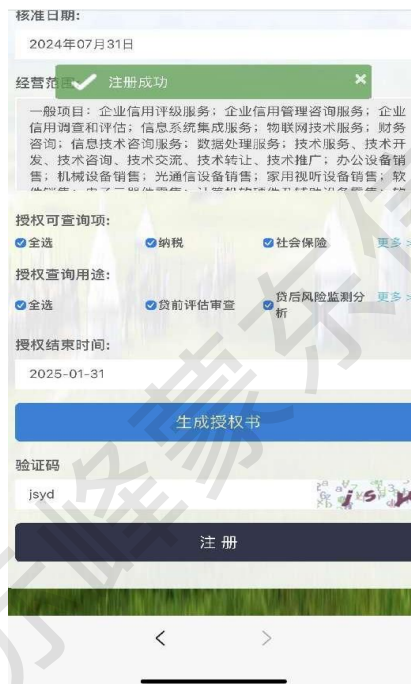 核准日期:
2024年07月31日
经营范
注册成功
一般项目：企业信用评级服务；企业信用管理咨询服务；企业
信用调查和评估；信息系统集成服务；物联网技术服务；财务
咨询；信息技术咨询服务；数据处理服务；技术服务、技术开
发、技术咨询、技术交流、技术转让、技术推广；办公设备销
售；机械设备销售；光通信设备销售；家用视听设备销售；软
授权可查询项:
全选 纳税 社会保险 更多 >
授权查询用途:
全选 贷前评估审查 贷后风险监测分析 更多 >
授权结束时间:
2025-01-31
生成授权书
验证码
jsyd
注 册